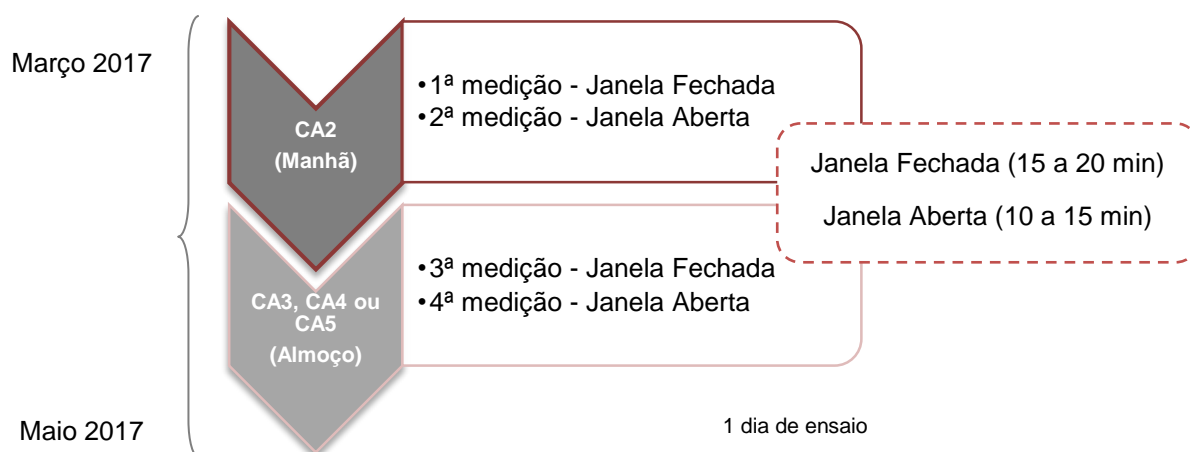 Março 2017
CA2
(Manhã)
•1ª medição - Janela Fechada
•2ª medição - Janela Aberta
Janela Fechada (15 a 20 min)
Janela Aberta (10 a 15 min)
CA3, CA4 ou
CA5
(Almoço)
•3ª medição - Janela Fechada
•4ª medição - Janela Aberta
Maio 2017
1 dia de ensaio